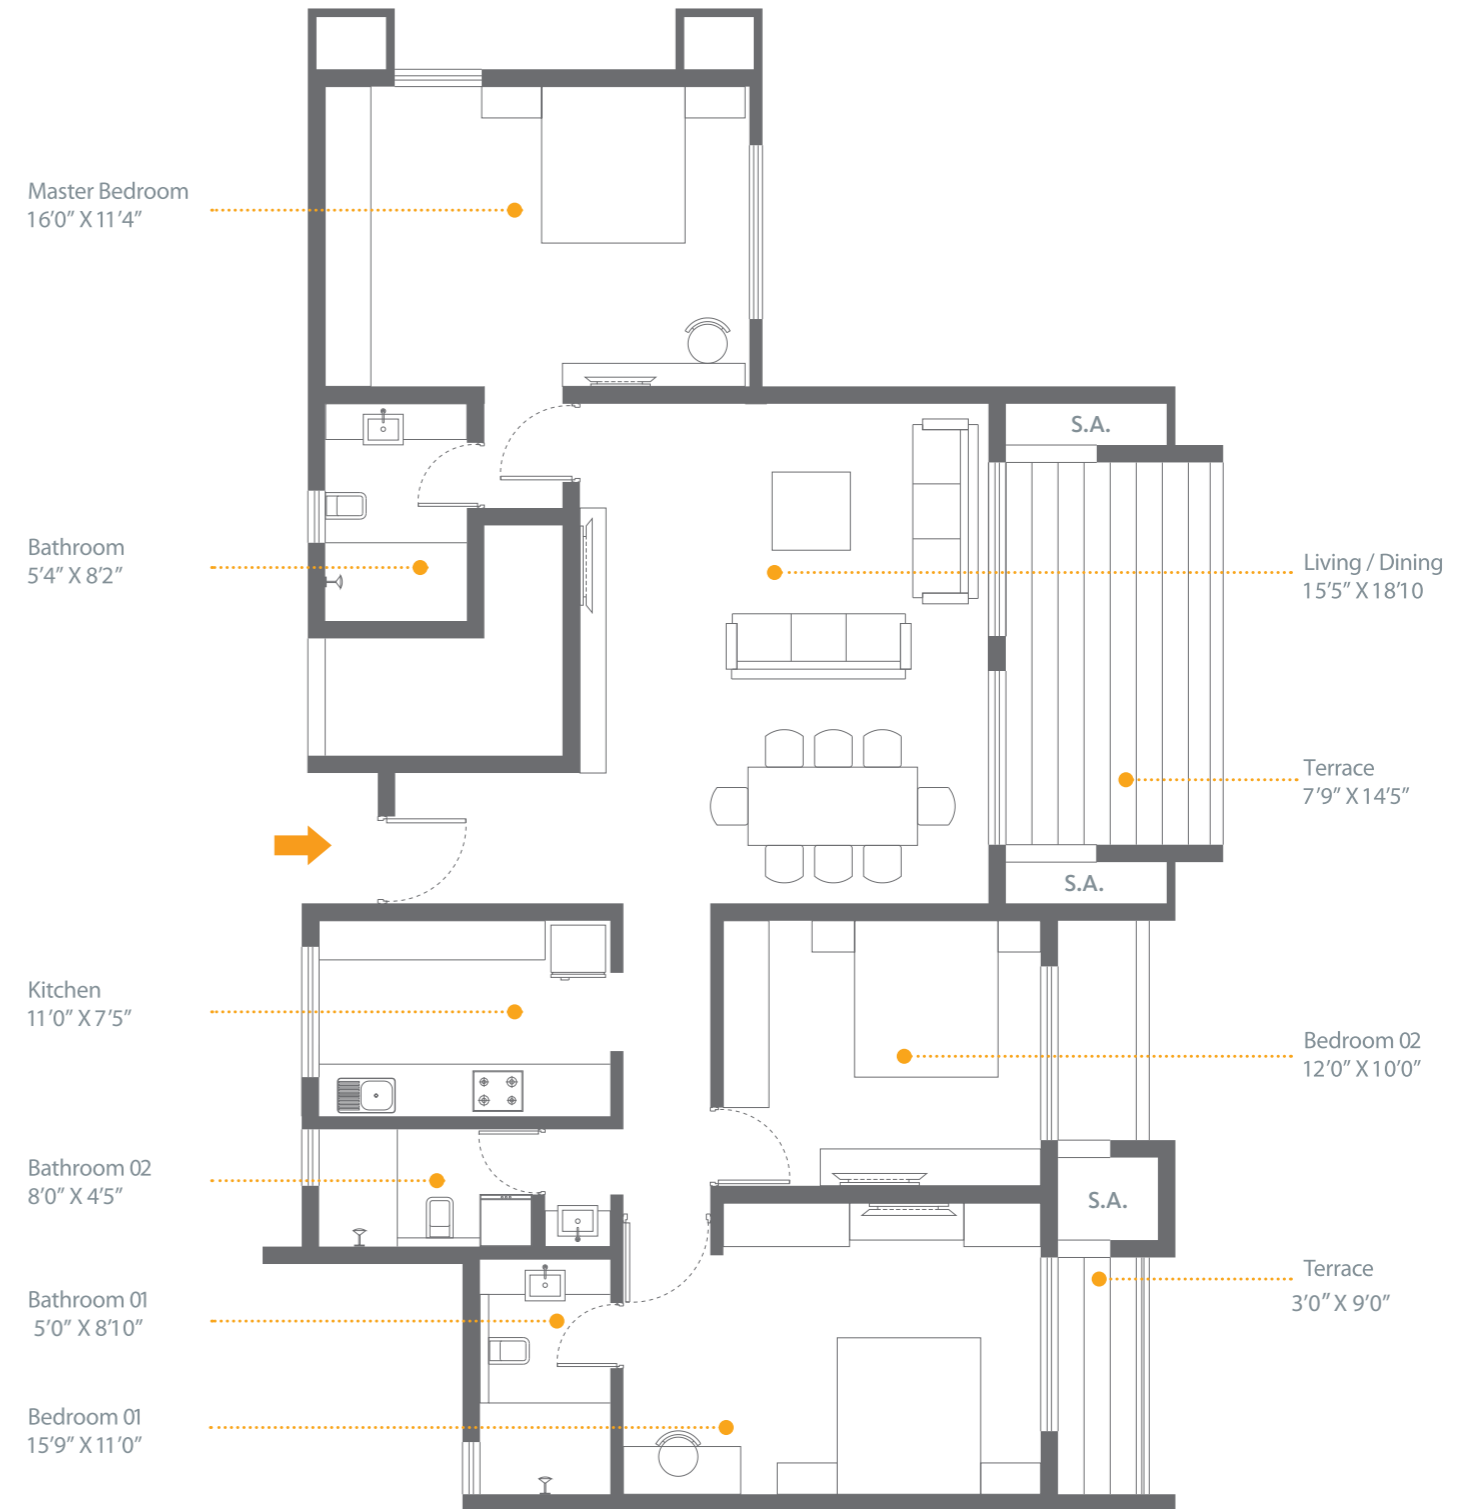 Master Bedroom
16'0” X 11'4”
S.A.
Bathroom
5'4” X 8'2”
Living / Dining
15'5” X 18'10
Terrace
7'9” X 14'5”
S.A.
Kitchen
11'0” X 7'5”
Bedroom 02
12'0” X 10'0”
Bathroom 02
8'0” X 4'5”
S.A.
Terrace
3'0” X 9'0”
Bathroom 01
5'0” X 8'10”
Bedroom 01
15'9” X 11'0”